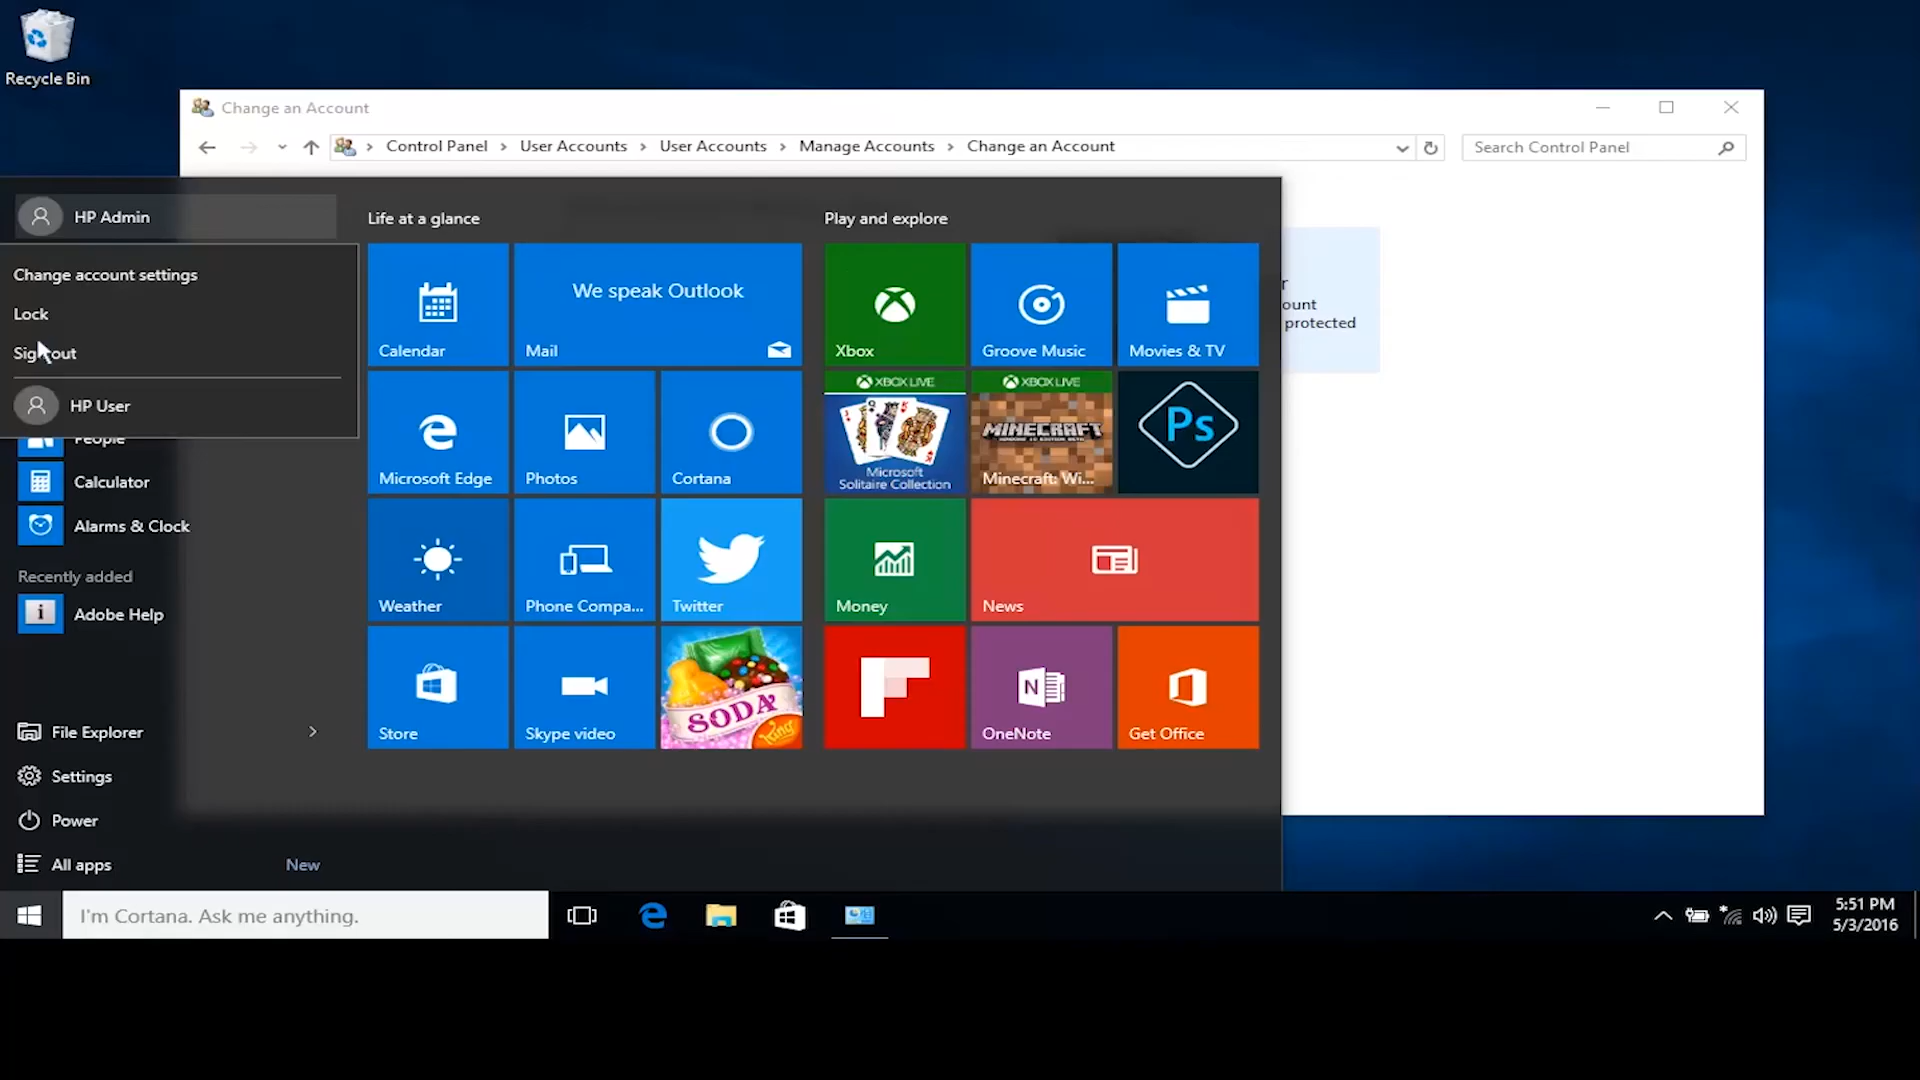 Recycle Bin
Change an Account
Control Panel
User Accounts
User Accounts
Manage Accounts
Change an Account
Search Control Panel
HP Admin
Change account settings
Lock
Sign out
HP User
People
Calculator
Alarms & Clock
Recently added
Adobe Help
File Explorer
Settings
Power
All apps
New
Life at a glance
Calendar
We speak Outlook
Mail
Microsoft Edge
Photos
Cortana
Weather
Phone Compa...
Twitter
Store
Skype video
SODA
King
Play and explore
Xbox
Groove Music
Movies & TV
XBOX LIVE
Microsoft
Solitaire Collection
XBOX LIVE
MINECRAFT
Minecraft: Wi...
Ps
Money
News
N
OneNote
Get Office
r
ount
protected
I'm Cortana. Ask me anything.
5:51 PM
5/3/2016